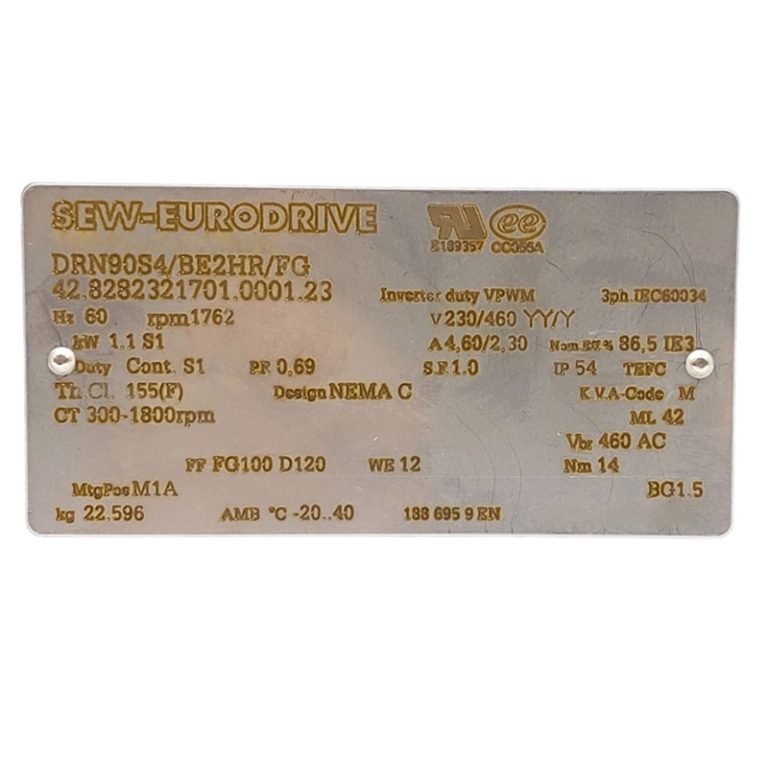 SEW-EURODRIVE
E189357 CC056A
DRN90S4/BE2HR/FG
42.8282321701.0001.23 Inverter duty VPWM 3ph.IEC60034
Hz 60 rpm1762 V 230/460 YY/Y
kW 1.1 S1 A 4,60/2,30 Nom.Eff.% 86,5 IE3
Duty Cont. S1 PF 0,69 S.F. 1.0 IP 54 TEFC
Th.Cl. 155(F) Design NEMA C K.V.A-Code M
CT 300-1800rpm ML 42
Vbr 460 AC
FF FG100 D120 WE 12 Nm 14
MtgPos M1A BG1.5
kg 22.596 AMB °C -20..40 188 695 9 EN